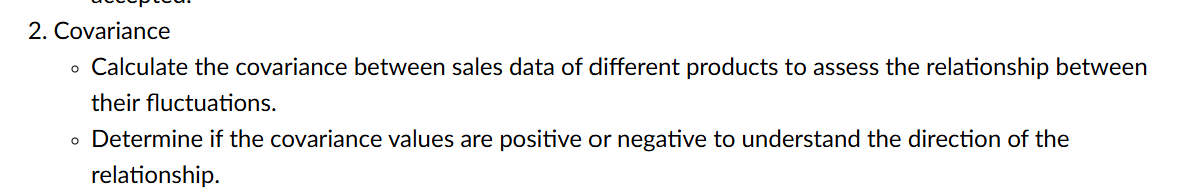 2. Covariance
Calculate the covariance between sales data of different products to assess the relationship between
their fluctuations.
Determine if the covariance values are positive or negative to understand the direction of the
relationship.